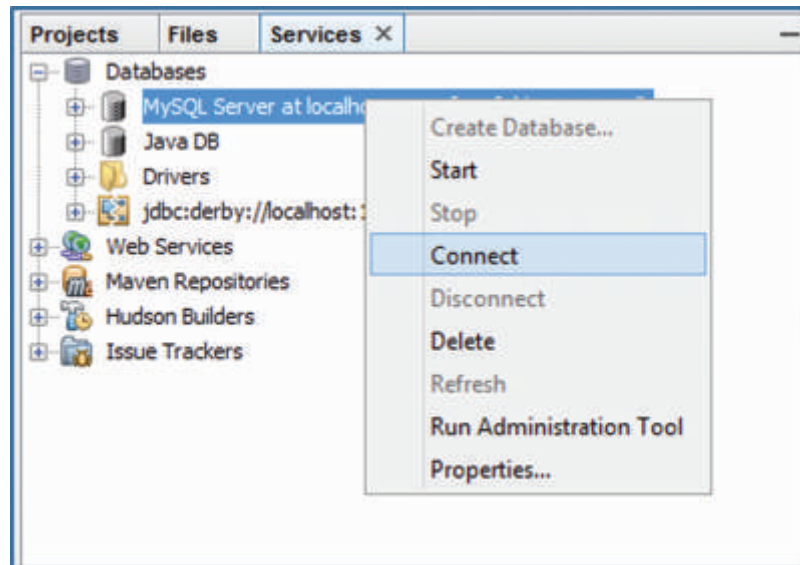 Projects Files Services
Databases
MySQL Server at
Java DB
Drivers
jdbc:derby://localhost:
Web Services
Maven Repositories
Hudson Builders
Issue Trackers
Create Database...
Start
Stop
Connect
Disconnect
Delete
Refresh
Run Administration Tool
Properties...